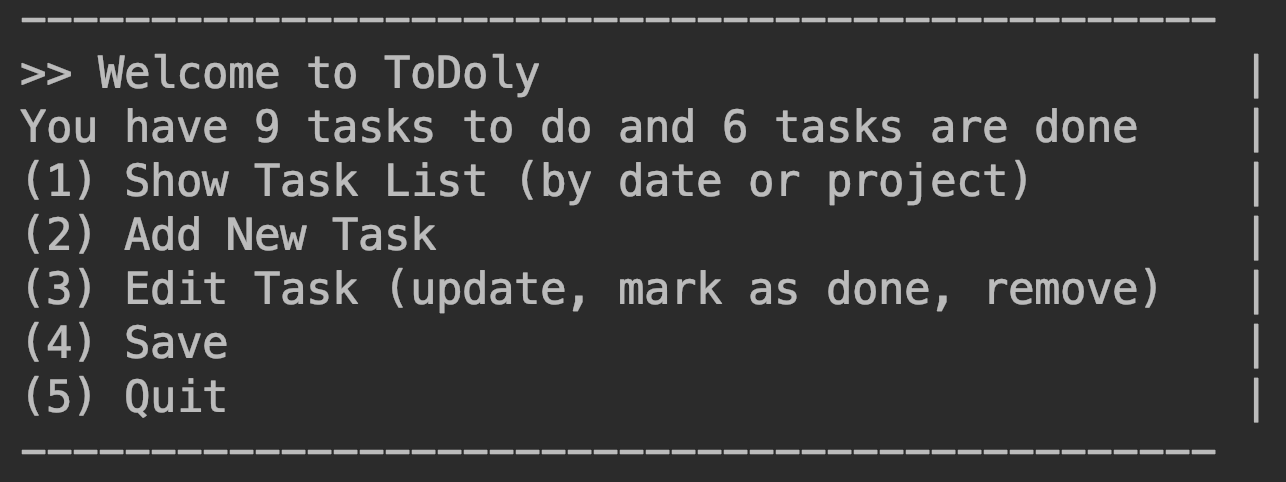 ----------------------------------------------
>> Welcome to ToDoly                           |
You have 9 tasks to do and 6 tasks are done    |
(1) Show Task List (by date or project)        |
(2) Add New Task                               |
(3) Edit Task (update, mark as done, remove)   |
(4) Save                                       |
(5) Quit                                       |
----------------------------------------------